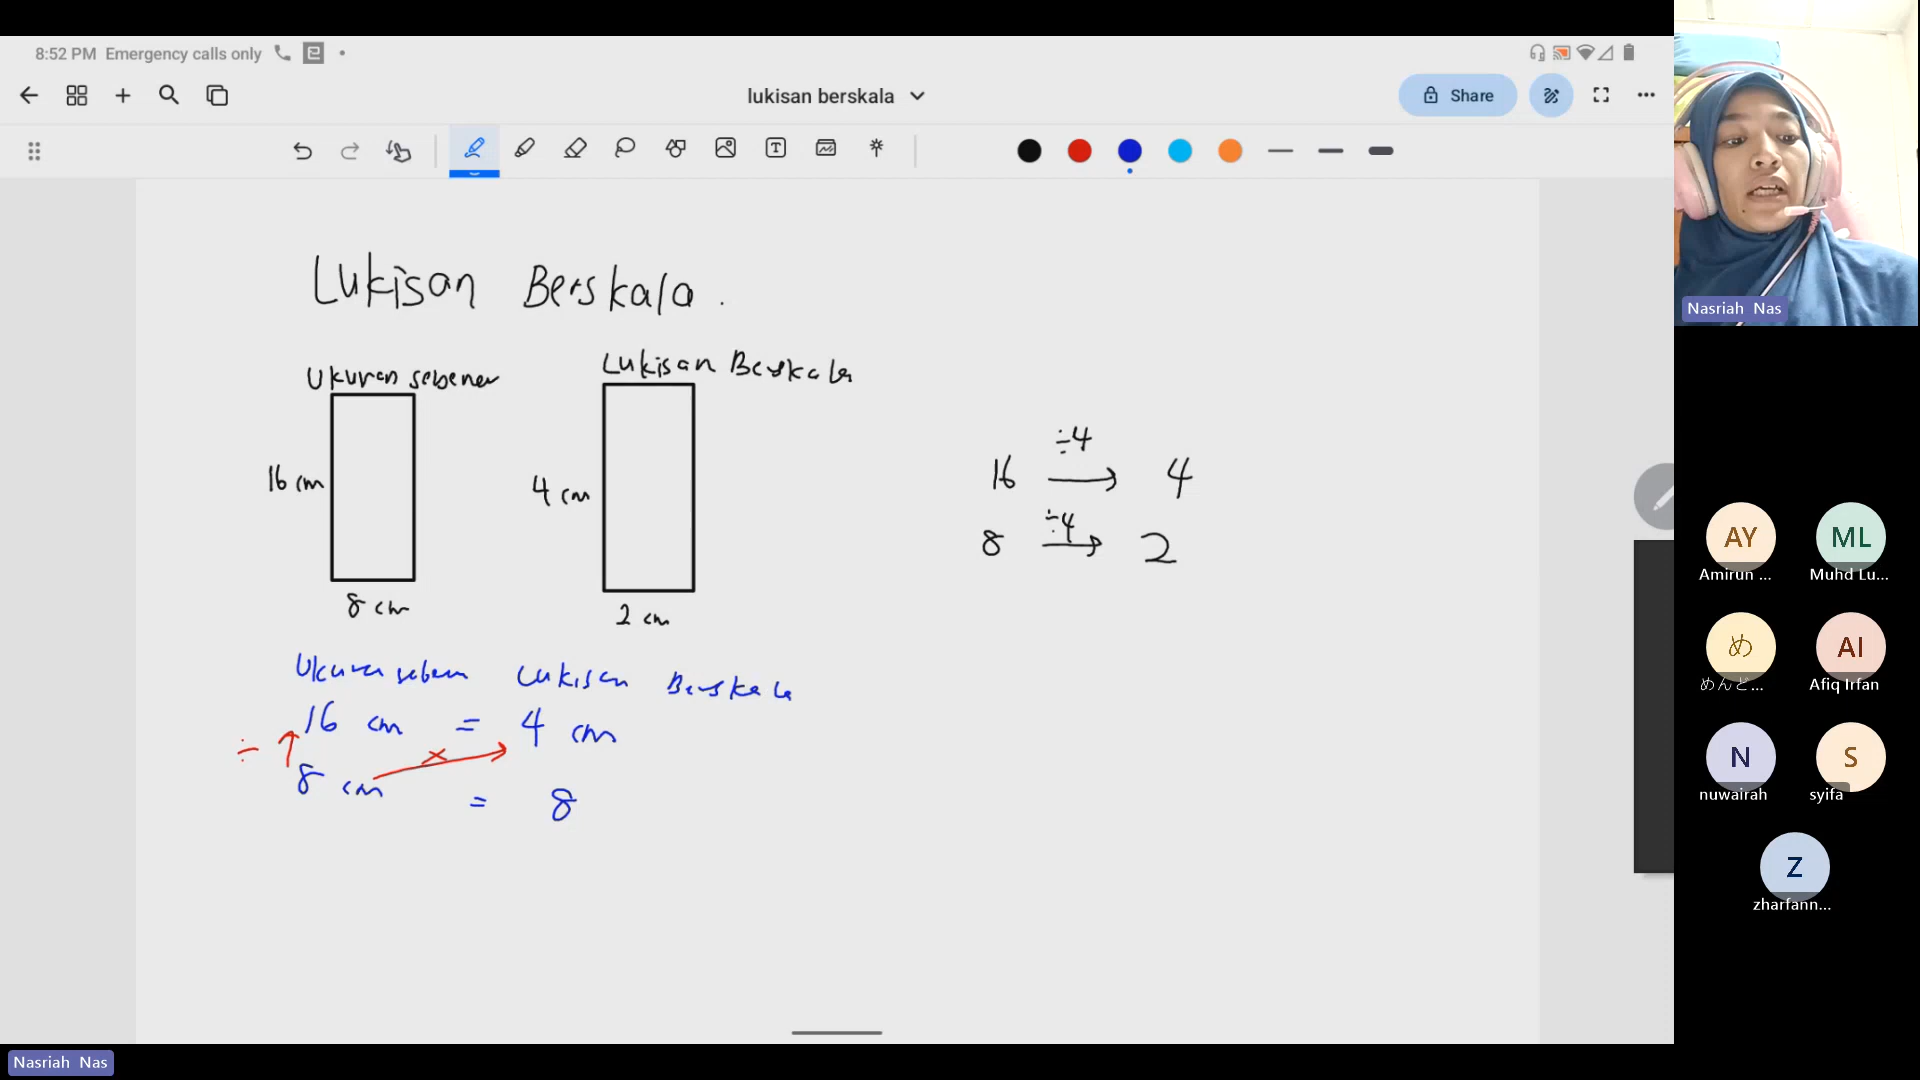 8:52 PM Emergency calls only
lukisan berskala
Share
Lukisan Berskala.
Ukuran sebenar
Lukisan Berskala
16 cm
8 cm
4 cm
2 cm
÷4
16 → 4
÷4
8 → 2
Lukisan Berskala
16 cm = 4 cm
÷ ↑ ×
8 cm = 8
Nasriah Nas
AY
Amirun ...
ML
Muhd Lu...
め
めんど...
AI
Afiq Irfan
N
nuwairah
S
syifa
Z
zharfann...
Nasriah Nas